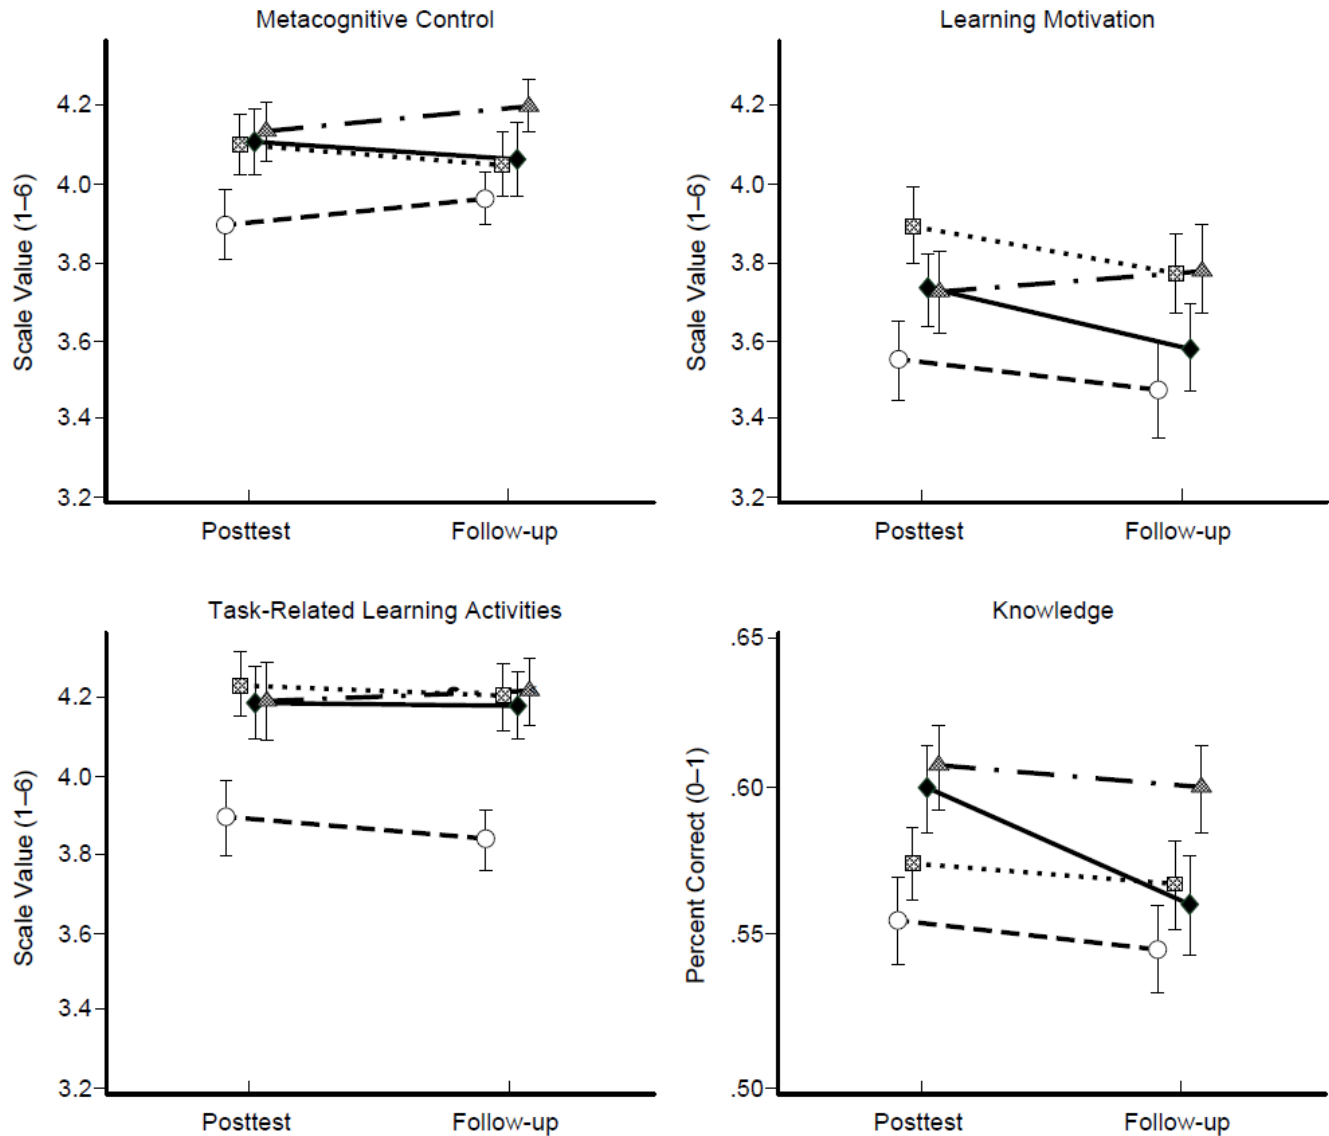 Metacognitive Control
Scale Value (1–6)
4.2
4.0
3.8
3.6
3.4
3.2
Posttest Follow-up
Learning Motivation
Scale Value (1–6)
4.2
4.0
3.8
3.6
3.4
3.2
Posttest Follow-up
Task-Related Learning Activities
Scale Value (1–6)
4.2
4.0
3.8
3.6
3.4
3.2
Posttest Follow-up
Knowledge
Percent Correct (0–1)
.65
.60
.55
.50
Posttest Follow-up